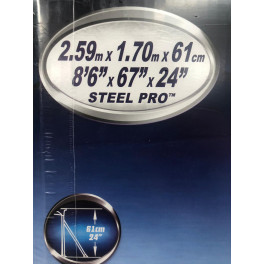 2.59m x 1.70m x 61cm
8'6" x 67" x 24"
STEEL PRO™
61cm
24"